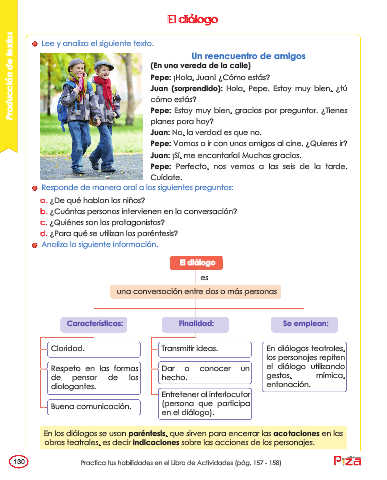 El diálogo
Producción de textos
Lee y analiza el siguiente texto.
Un reencuentro de amigos
(En una vereda de la calle)
Pepe: ¡Hola, Juan! ¿Cómo estás?
Juan (sorprendido): Hola, Pepe. Estoy muy bien, ¿tú
cómo estás?
Pepe: Estoy muy bien, gracias por preguntar. ¿Tienes
planes para hoy?
Juan: No, la verdad es que no.
Pepe: Vamos a ir con unos amigos al cine, ¿Quieres ir?
Juan: ¡Sí, me encantaría! Muchas gracias.
Pepe: Perfecto, nos vemos a las seis de la tarde.
Cuídate.
Responde de manera oral a las siguientes preguntas:
a. ¿De qué hablan los niños?
b. ¿Cuántas personas intervienen en la conversación?
c. ¿Quiénes son los protagonistas?
d. ¿Para qué se utilizan los paréntesis?
Analiza la siguiente información.
El diálogo
es
una conversación entre dos o más personas
Características:
Claridad.
Respeto en las formas
de pensar de los
dialogantes.
Buena comunicación.
Finalidad:
Transmitir ideas.
Dar a conocer un
hecho.
Entretener al interlocutor
(persona que participa
en el diálogo).
Se emplean:
En diálogos teatrales,
los personajes repiten
el diálogo utilizando
gestos, mímica,
entonación.
En los diálogos se usan paréntesis, que sirven para encerrar las acotaciones en las
obras teatrales, es decir indicaciones sobre las acciones de los personajes.
130
Practica tus habilidades en el Libro de Actividades (pág. 157 - 158)